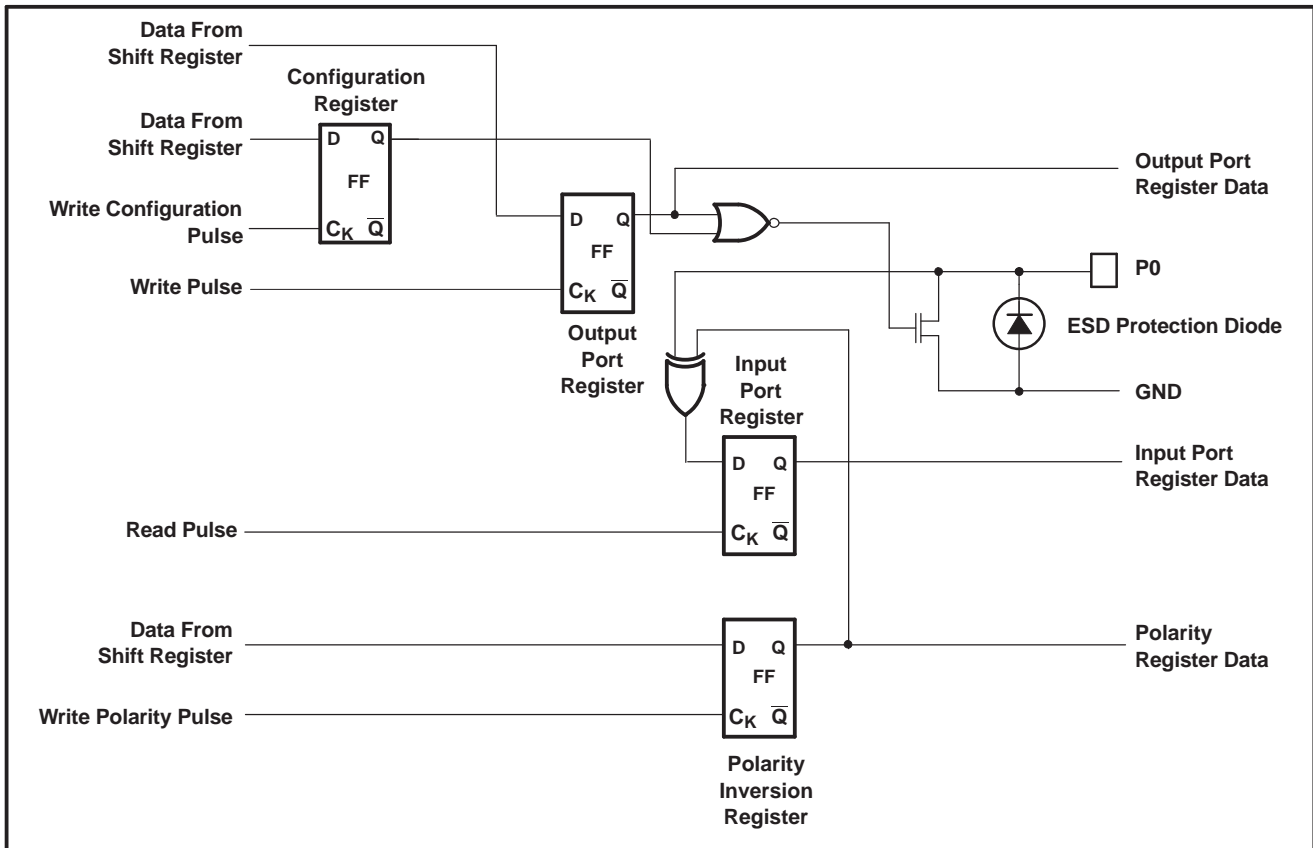 Data From
Shift Register
Configuration
Register
Data From
Shift Register
D Q
FF
CK Q
Write Configuration
Pulse
Output Port
Register Data
D Q
FF
CK Q
Write Pulse
P0
ESD Protection Diode
Output
Port
Register
Input
Port
Register
GND
D Q
FF
CK Q
Input Port
Register Data
Read Pulse
Data From
Shift Register
D Q
FF
CK Q
Polarity
Register Data
Write Polarity Pulse
Polarity
Inversion
Register